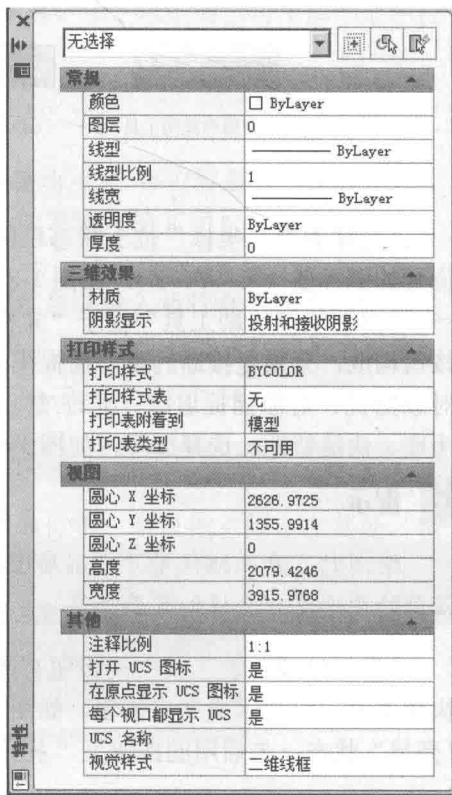 无选择
常规
颜色 ByLayer
图层 0
线型 ByLayer
线型比例 1
线宽 ByLayer
透明度 ByLayer
厚度 0
三维效果
材质 ByLayer
阴影显示 投射和接收阴影
打印样式
打印样式 BYCOLOR
打印样式表 无
打印表附着到 模型
打印表类型 不可用
视图
圆心 X 坐标 2626.9725
圆心 Y 坐标 1355.9914
圆心 Z 坐标 0
高度 2079.4246
宽度 3915.9768
其他
注释比例 1:1
打开 UCS 图标 是
在原点显示 UCS 图标 是
每个视口都显示 UCS 是
UCS 名称
视觉样式 二维线框
特性